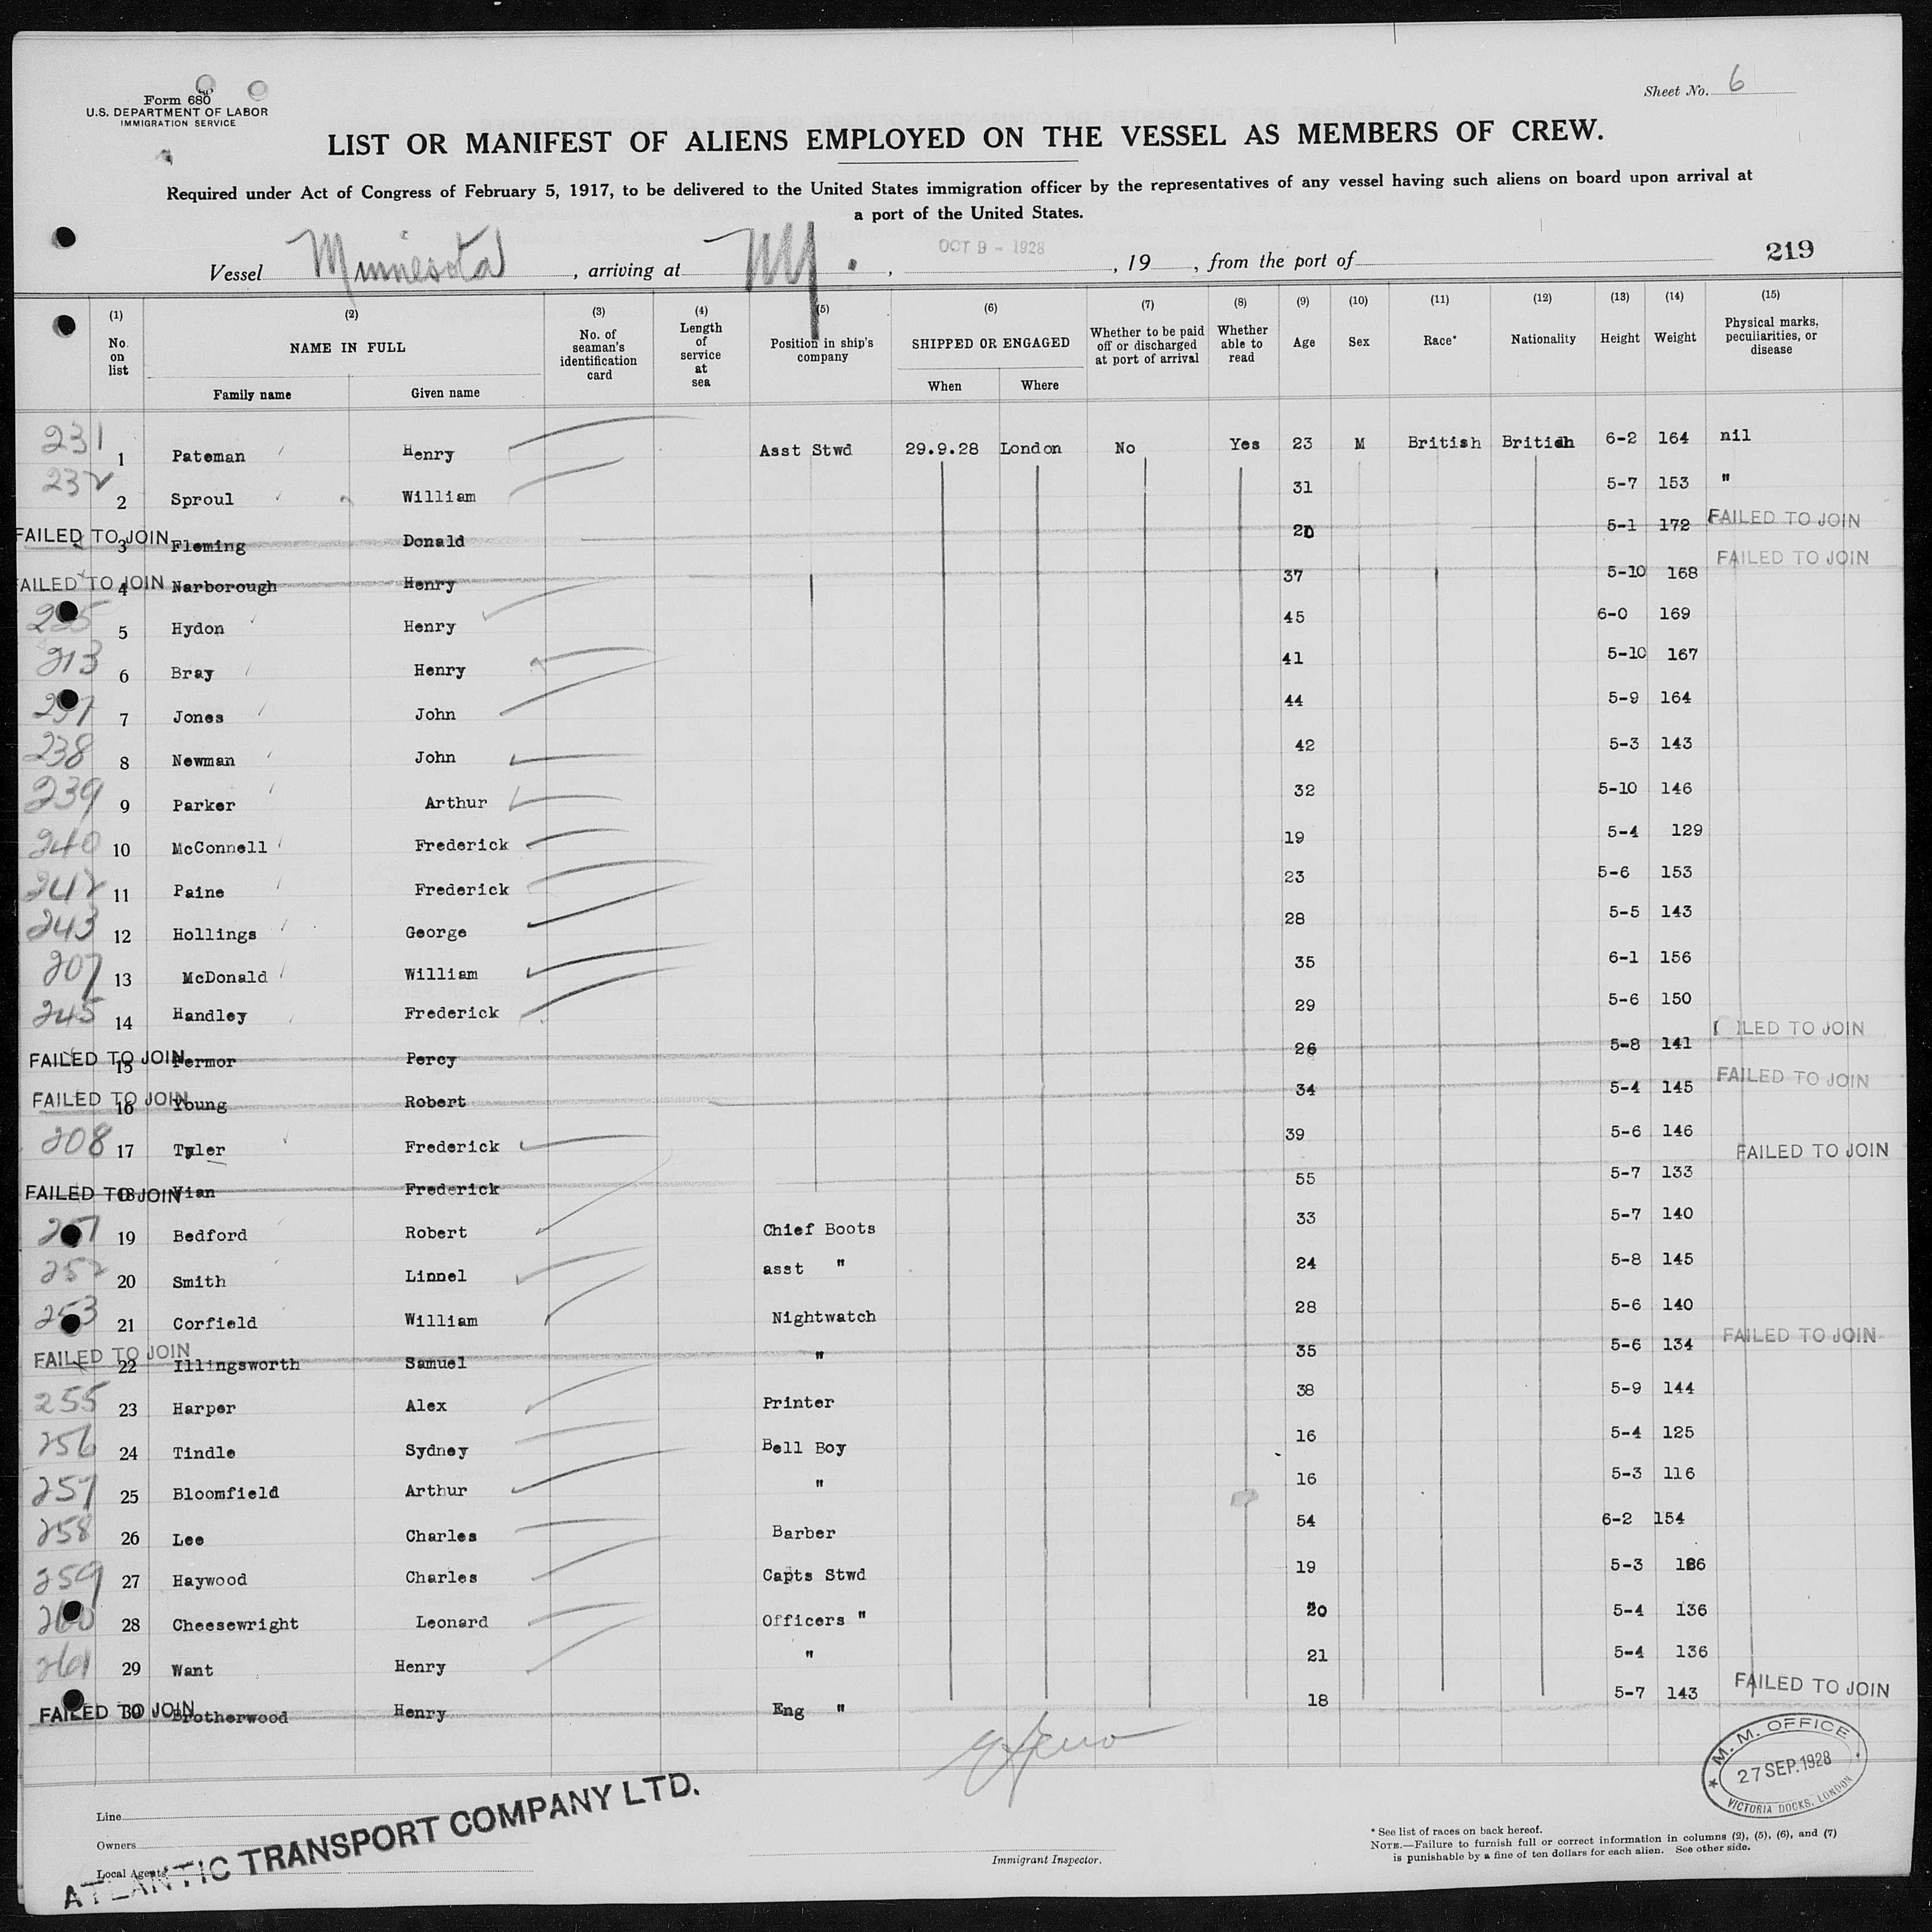 Form 680
U.S. DEPARTMENT OF LABOR
IMMIGRATION SERVICE
Sheet No. 6
LIST OR MANIFEST OF ALIENS EMPLOYED ON THE VESSEL AS MEMBERS OF CREW.
Required under Act of Congress of February 5, 1917, to be delivered to the United States immigration officer by the representatives of any vessel having such aliens on board upon arrival at
a port of the United States.
Vessel Minnesota, arriving at NY., OCT 9 - 1928, 19 , from the port of
219
(1) (2) (3) (4) (5) (6) (7) (8) (9) (10) (11) (12) (13) (14) (15)
No. on list NAME IN FULL Family name Given name No. of seaman's identification card Length of service at sea Position in ship's company SHIPPED OR ENGAGED When Where Whether to be paid off or discharged at port of arrival Whether able to read Age Sex Race* Nationality Height Weight Physical marks, peculiarities, or disease
231 1 Pateman Henry Asst Stwd 29.9.28 London No Yes 23 M British British 6-2 164 nil
232 2 Sproul William 31 5-7 153 "
FAILED TO JOIN 3 Fleming Donald 5-1 172 FAILED TO JOIN
FAILED TO JOIN 4 Narborough Henry 37 5-10 168 FAILED TO JOIN
5 Hydon Henry 45 6-0 169
213 6 Bray Henry 41 5-10 167
237 7 Jones John 44 5-9 164
238 8 Newman John 42 5-3 143
239 9 Parker Arthur 32 5-10 146
240 10 McConnell Frederick 19 5-4 129
242 11 Paine Frederick 23 5-6 153
243 12 Hollings George 28 5-5 143
207 13 McDonald William 35 6-1 156
245 14 Handley Frederick 29 5-6 150
FAILED TO JOIN 15 Fermor Percy 26 5-8 141 FAILED TO JOIN
FAILED TO JOIN 16 Young Robert 34 5-4 145 FAILED TO JOIN
208 17 Tyler Frederick 39 5-6 146
FAILED TO JOIN 18 Vian Frederick 55 5-7 133 FAILED TO JOIN
19 Bedford Robert Chief Boots 33 5-7 140
252 20 Smith Linnel asst " 24 5-8 145
253 21 Corfield William Nightwatch 28 5-6 140
FAILED TO JOIN 22 Illingsworth Samuel " 35 5-6 134 FAILED TO JOIN
255 23 Harper Alex Printer 38 5-9 144
256 24 Tindle Sydney Bell Boy 16 5-4 125
257 25 Bloomfield Arthur " 16 5-3 116
258 26 Lee Charles Barber 54 6-2 154
259 27 Haywood Charles Capts Stwd 19 5-3
260 28 Cheesewright Leonard Officers " 20 5-4 136
261 29 Want Henry " 21 5-4 136
FAILED TO JOIN 30 Brotherwood Henry Eng " 18 5-7 143 FAILED TO JOIN
M. M. OFFICE
27 SEP. 1928
VICTORIA DOCKS, LONDON
Line
Owners
Local Agents
ATLANTIC TRANSPORT COMPANY LTD.
Immigrant Inspector.
* See list of races on back hereof.
NOTE.—Failure to furnish full or correct information in columns (2), (5), (6), and (7)
is punishable by a fine of ten dollars for each alien. See other side.